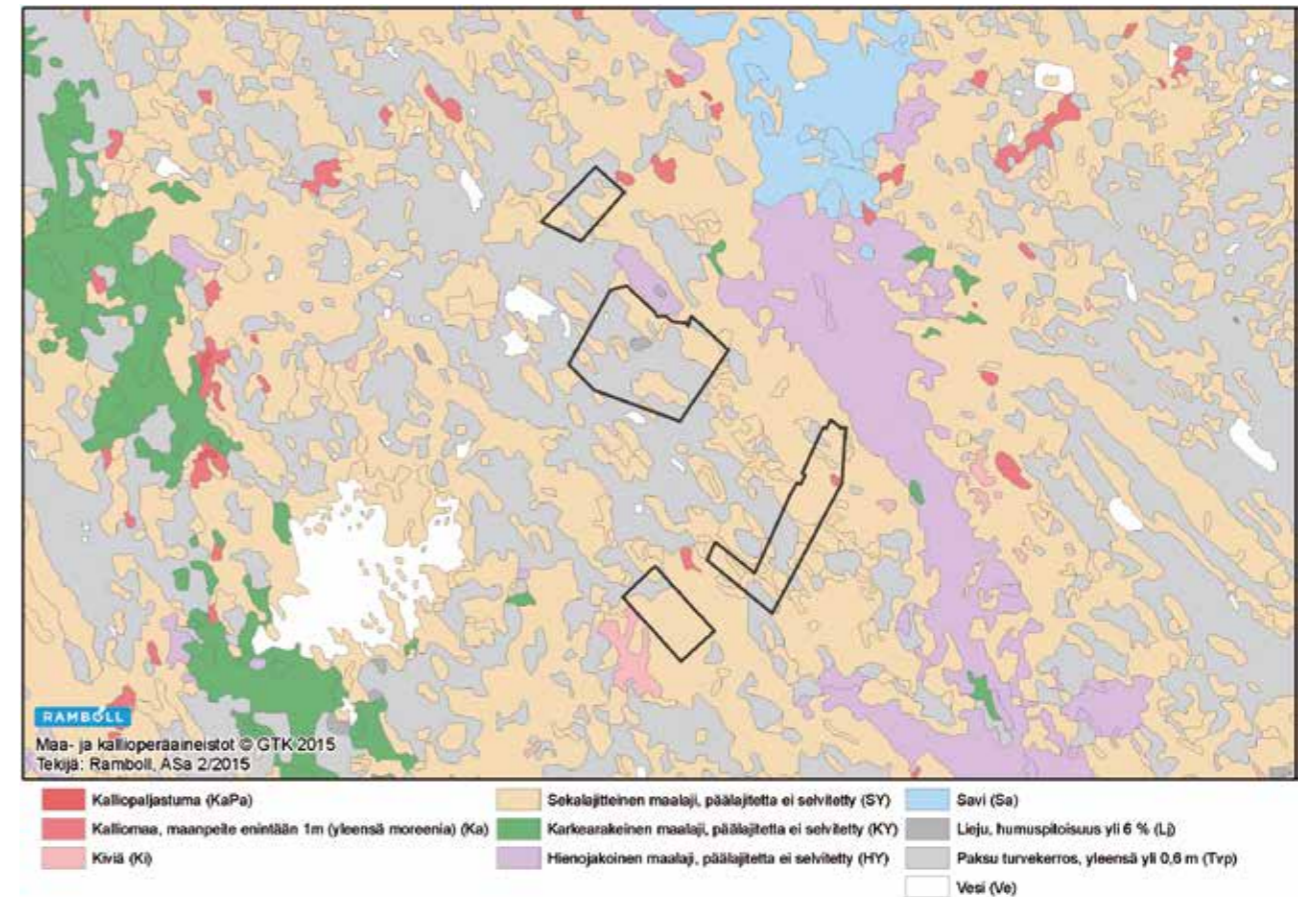 RAMBOLL
Maa- ja kallioperäaineistot © GTK 2015
Tekijä: Ramboll, ASa 2/2015
Kalliopaljastuma (KaPa)
Kalliomaa, maanpeite enintään 1m (yleensä moreenia) (Ka)
Kiviä (Ki)
Sekalajitteinen maalaji, päälajitetta ei selvitetty (SY)
Karkearakeinen maalaji, päälajitetta ei selvitetty (KY)
Hienojakoinen maalaji, päälajitetta ei selvitetty (HY)
Savi (Sa)
Lieju, humuspitoisuus yli 6 % (Lj)
Paksu turvekerros, yleensä yli 0,6 m (Tvp)
Vesi (Ve)